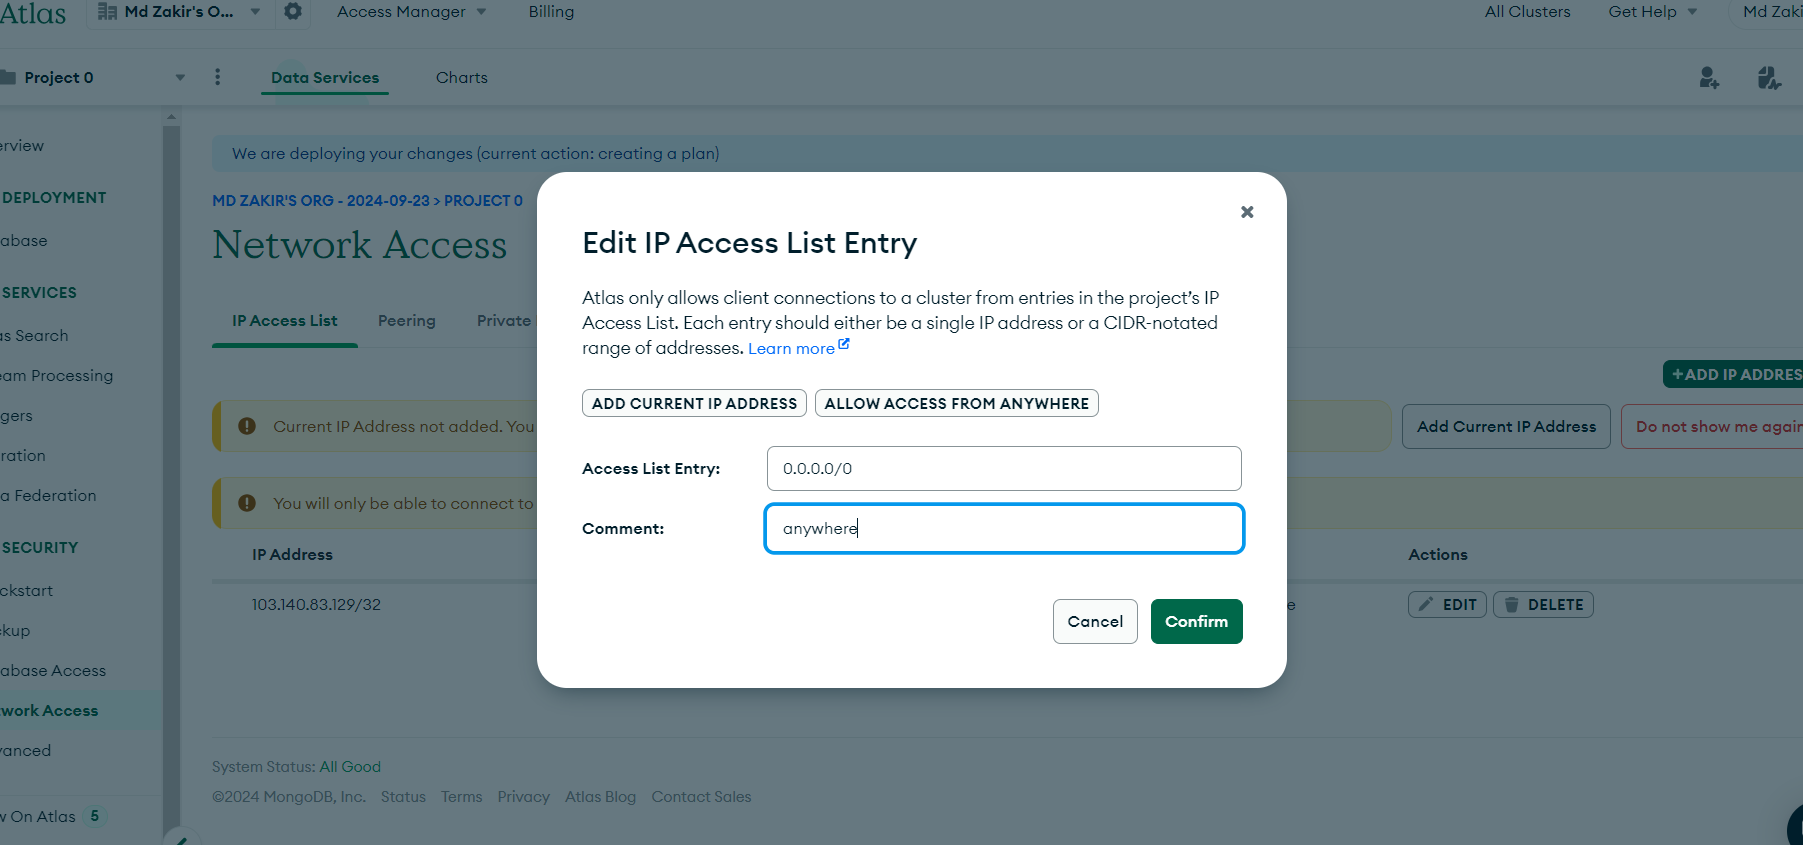 Atlas
Md Zakir's O...
Access Manager
Billing
All Clusters
Get Help
Md Zaki
Project 0
Data Services
Charts
erview
We are deploying your changes (current action: creating a plan)
DEPLOYMENT
MD ZAKIR'S ORG - 2024-09-23 > PROJECT 0
abase
Network Access
Edit IP Access List Entry
SERVICES
Atlas only allows client connections to a cluster from entries in the project's IP
Access List. Each entry should either be a single IP address or a CIDR-notated
range of addresses. Learn more
IP Access List
Peering
Private
as Search
eam Processing
+ADD IP ADDRES
ADD CURRENT IP ADDRESS
ALLOW ACCESS FROM ANYWHERE
gers
Current IP Address not added. You
Add Current IP Address
Do not show me again
ration
Access List Entry:
0.0.0.0/0
a Federation
You will only be able to connect to
Comment:
anywhere
SECURITY
IP Address
Actions
ckstart
103.140.83.129/32
e
EDIT
DELETE
kup
Cancel
Confirm
abase Access
work Access
vanced
System Status: All Good
©2024 MongoDB, Inc.
Status
Terms
Privacy
Atlas Blog
Contact Sales
w On Atlas
5